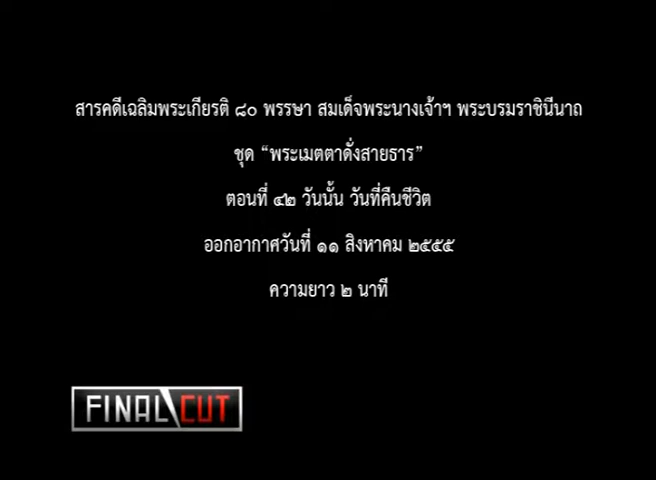 สารคดีเฉลิมพระเกียรติ ๘๐ พรรษา สมเด็จพระนางเจ้าฯ พระบรมราชินีนาถ
ชุด “พระเมตตาดั่งสายธาร”
ตอนที่ ๔๒ วันนั้น วันที่คืนชีวิต
ออกอากาศวันที่ ๑๑ สิงหาคม ๒๕๕๕
ความยาว ๒ นาที
FINAL CUT